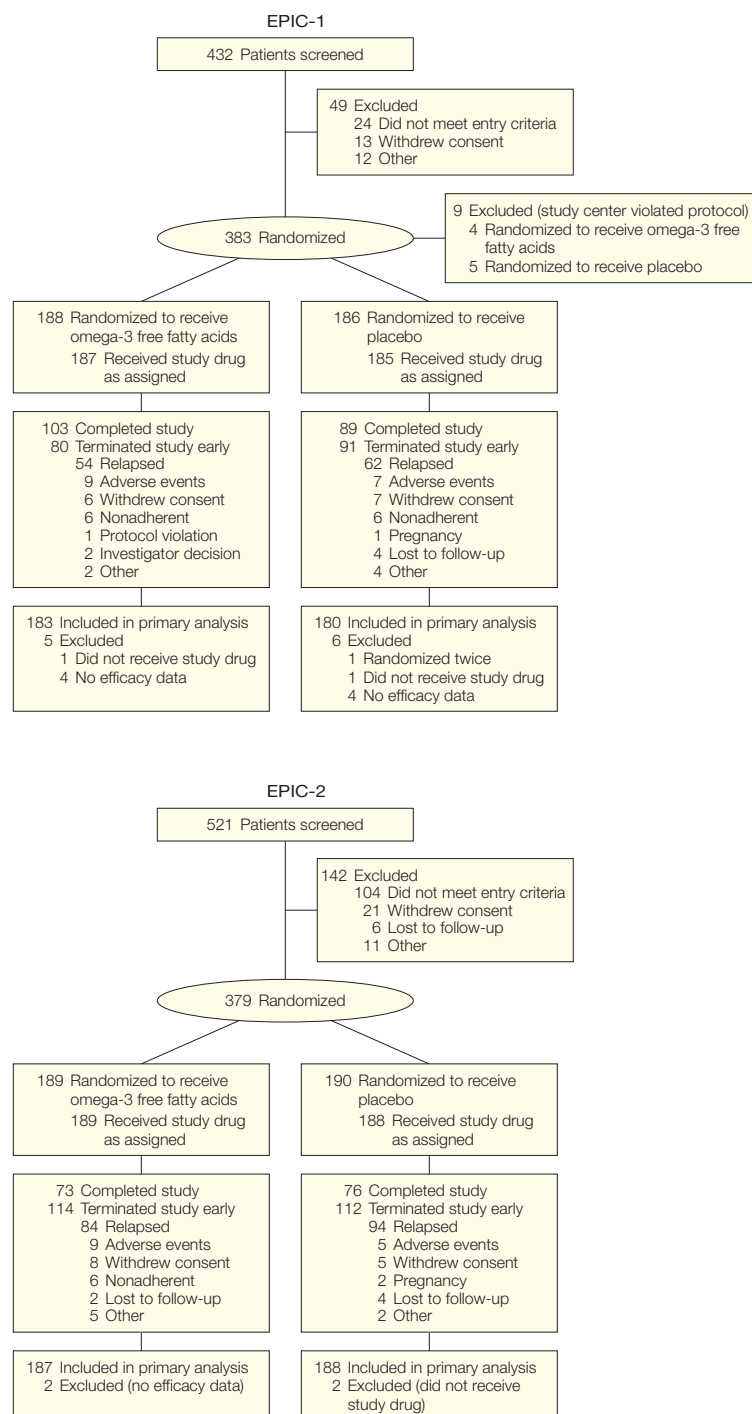 EPIC-1
432 Patients screened
49 Excluded
24 Did not meet entry criteria
13 Withdrew consent
12 Other
383 Randomized
9 Excluded (study center violated protocol)
4 Randomized to receive omega-3 free
fatty acids
5 Randomized to receive placebo
188 Randomized to receive
omega-3 free fatty acids
187 Received study drug
as assigned
186 Randomized to receive
placebo
185 Received study drug
as assigned
103 Completed study
80 Terminated study early
54 Relapsed
9 Adverse events
6 Withdrew consent
6 Nonadherent
1 Protocol violation
2 Investigator decision
2 Other
89 Completed study
91 Terminated study early
62 Relapsed
7 Adverse events
7 Withdrew consent
6 Nonadherent
1 Pregnancy
4 Lost to follow-up
4 Other
183 Included in primary analysis
5 Excluded
1 Did not receive study drug
4 No efficacy data
180 Included in primary analysis
6 Excluded
1 Randomized twice
1 Did not receive study drug
4 No efficacy data
EPIC-2
521 Patients screened
142 Excluded
104 Did not meet entry criteria
21 Withdrew consent
6 Lost to follow-up
11 Other
379 Randomized
189 Randomized to receive
omega-3 free fatty acids
189 Received study drug
as assigned
190 Randomized to receive
placebo
188 Received study drug
as assigned
73 Completed study
114 Terminated study early
84 Relapsed
9 Adverse events
8 Withdrew consent
6 Nonadherent
2 Lost to follow-up
5 Other
76 Completed study
112 Terminated study early
94 Relapsed
5 Adverse events
5 Withdrew consent
2 Pregnancy
4 Lost to follow-up
2 Other
187 Included in primary analysis
2 Excluded (no efficacy data)
188 Included in primary analysis
2 Excluded (did not receive
study drug)